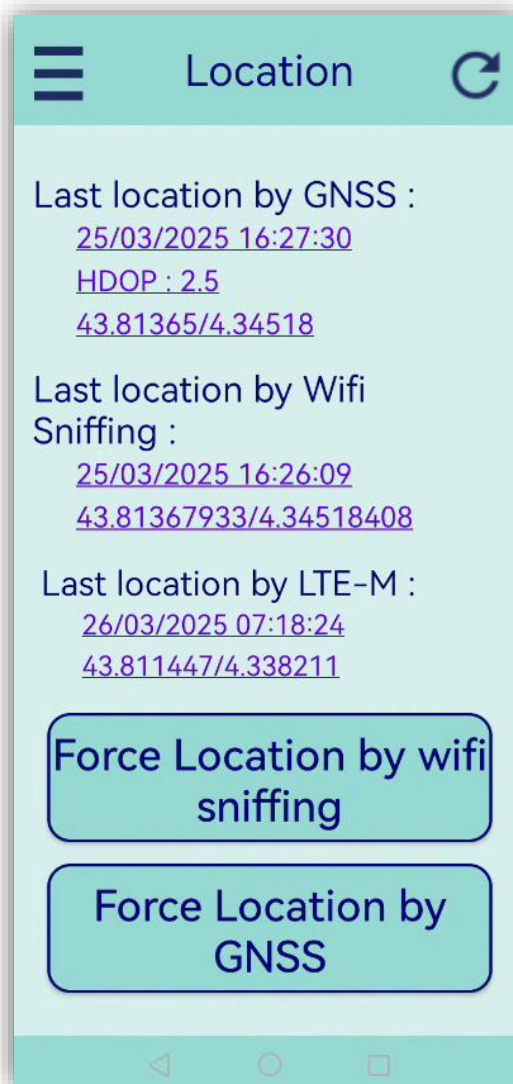 Location
Last location by GNSS :
25/03/2025 16:27:30
HDOP : 2.5
43.81365/4.34518
Last location by Wifi
Sniffing :
25/03/2025 16:26:09
43.81367933/4.34518408
Last location by LTE-M :
26/03/2025 07:18:24
43.811447/4.338211
Force Location by wifi
sniffing
Force Location by
GNSS